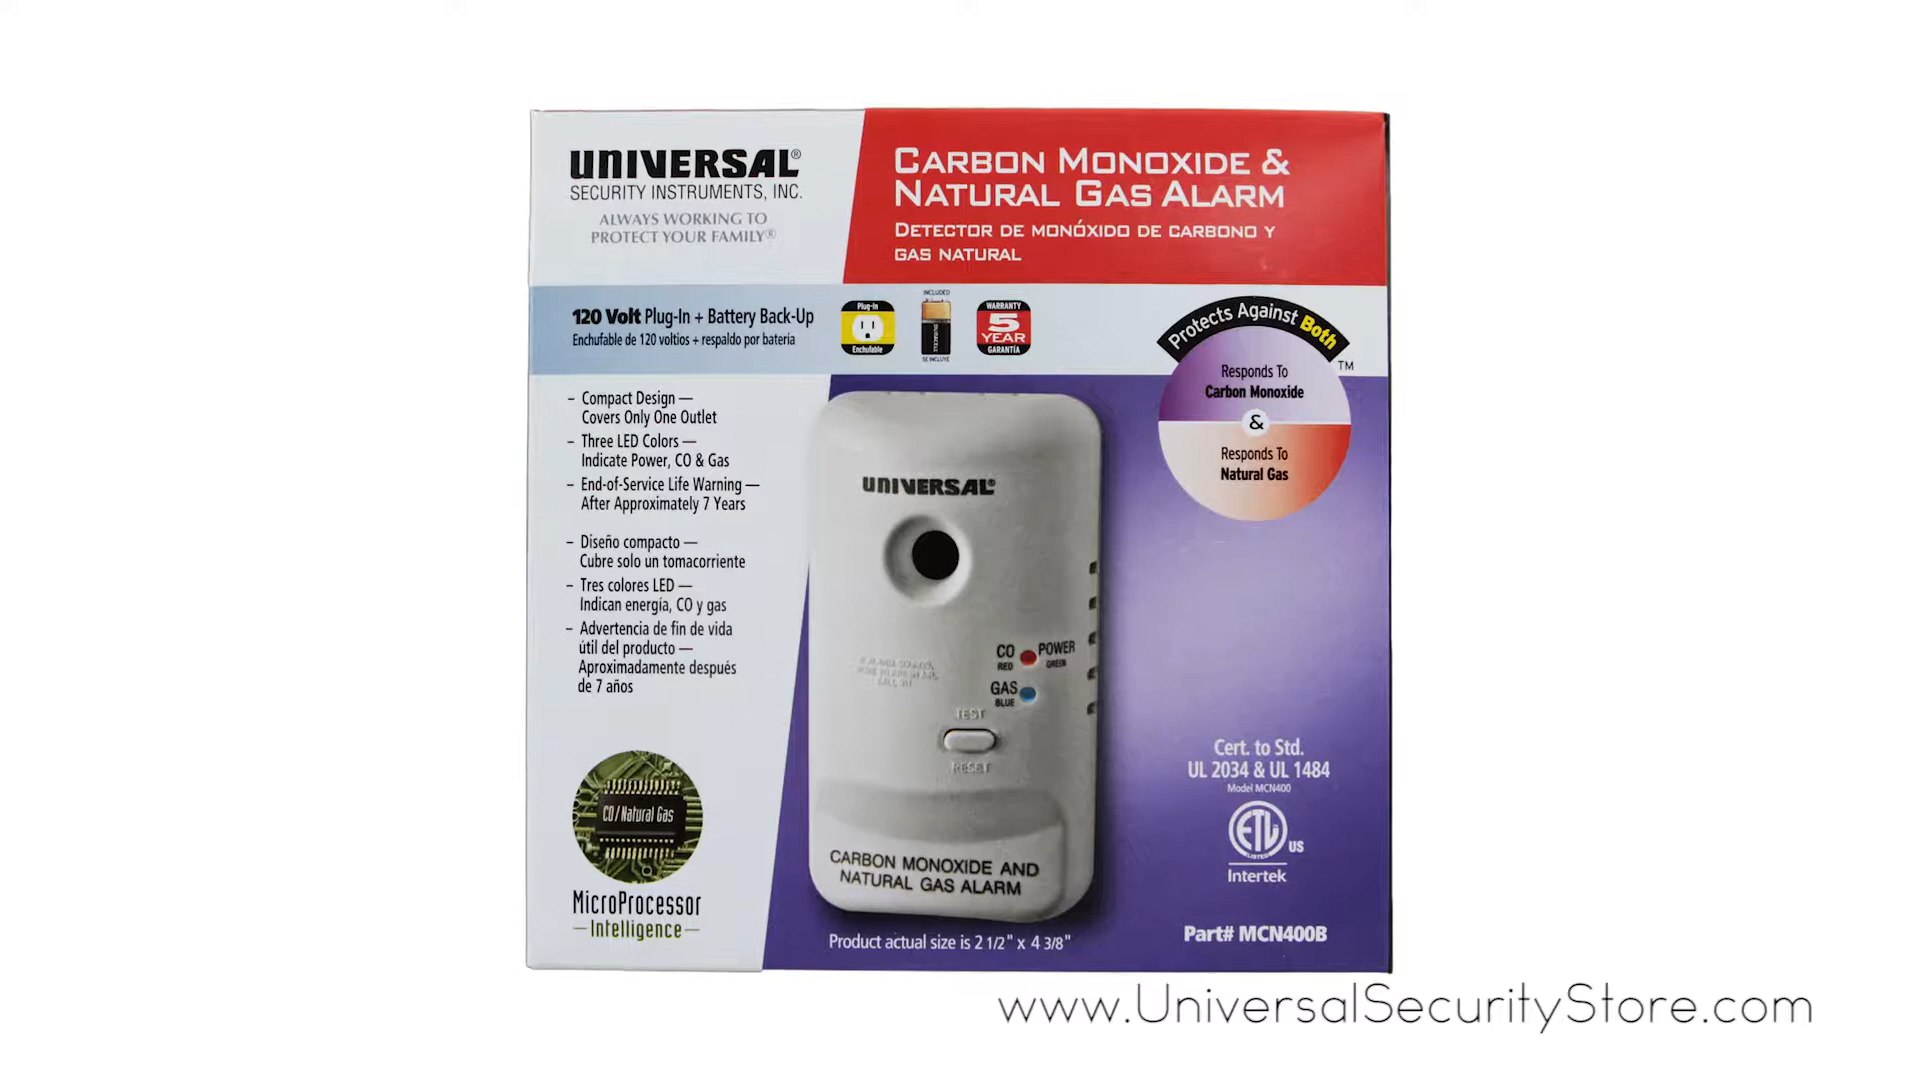 UNIVERSAL®
SECURITY INSTRUMENTS, INC.
ALWAYS WORKING TO
PROTECT YOUR FAMILY®
CARBON MONOXIDE &
NATURAL GAS ALARM
DETECTOR DE MONÓXIDO DE CARBONO Y
GAS NATURAL
120 Volt Plug-In + Battery Back-Up
Enchufable de 120 voltios + respaldo por bateria
Plug-In
Enchufable
INCLUDED
DURACELL
SE INCLUYE
WARRANTY
5
YEAR
GARANTÍA
Protects Against Both
TM
Responds To
Carbon Monoxide
&
Responds To
Natural Gas
– Compact Design —
Covers Only One Outlet
– Three LED Colors —
Indicate Power, CO & Gas
– End-of-Service Life Warning —
After Approximately 7 Years
– Diseño compacto —
Cubre solo un tomacorriente
– Tres colores LED —
Indican energía, CO y gas
– Advertencia de fin de vida
útil del producto —
Aproximadamente después
de 7 años
CO / Natural Gas
MicroProcessor
—Intelligence—
UNIVERSAL®
CO POWER
RED GREEN
GAS
BLUE
TEST
RESET
CARBON MONOXIDE AND
NATURAL GAS ALARM
Product actual size is 2 1/2" x 4 3/8"
Cert. to Std.
UL 2034 & UL 1484
Model MCN400
ETL
LISTED
US
Intertek
Part# MCN400B
www.UniversalSecurityStore.com